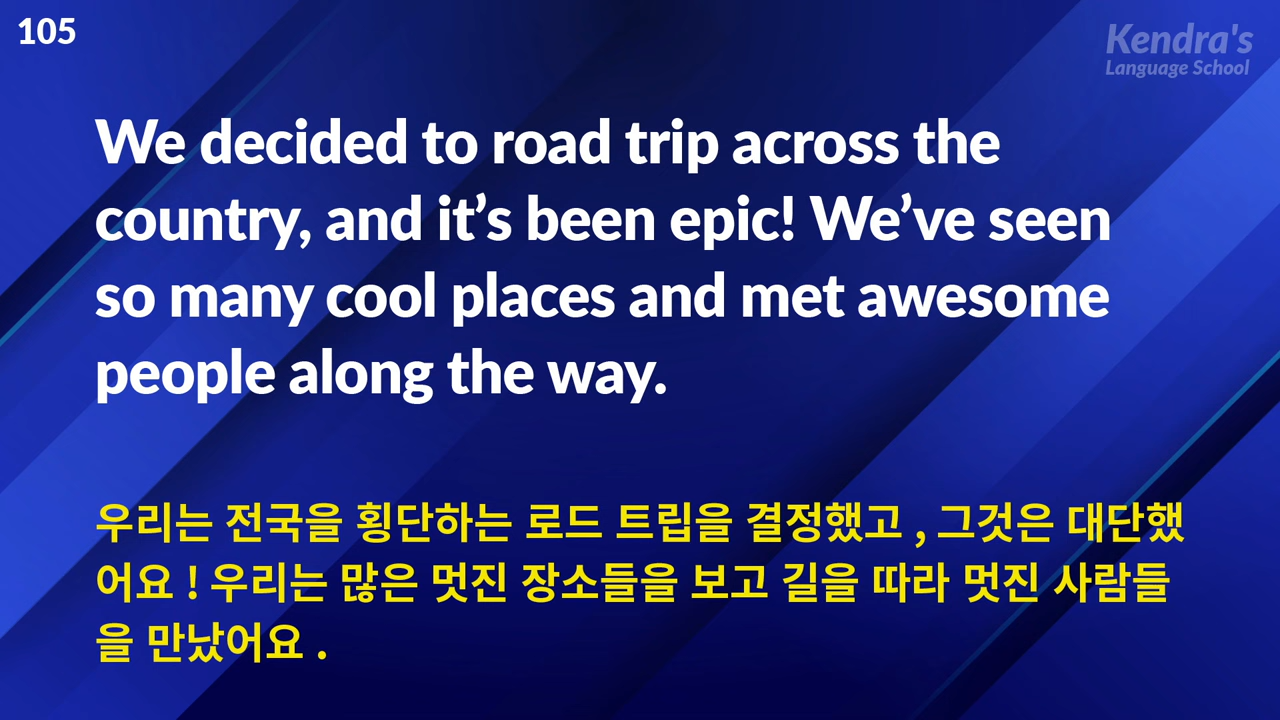 105
Kendra's
Language School
We decided to road trip across the
country, and it’s been epic! We’ve seen
so many cool places and met awesome
people along the way.
우리는 전국을 횡단하는 로드 트립을 결정했고 , 그것은 대단했
어요 ! 우리는 많은 멋진 장소들을 보고 길을 따라 멋진 사람들
을 만났어요 .